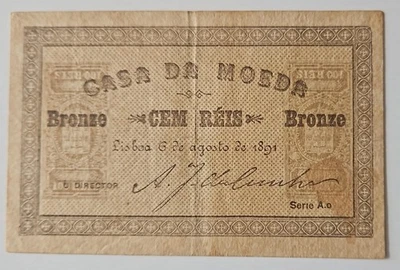 CASA DA MOEDA
Bronze CEM RÉIS Bronze
Lisboa 6 de agosto de 1891
O DIRECTOR
Serie A.o